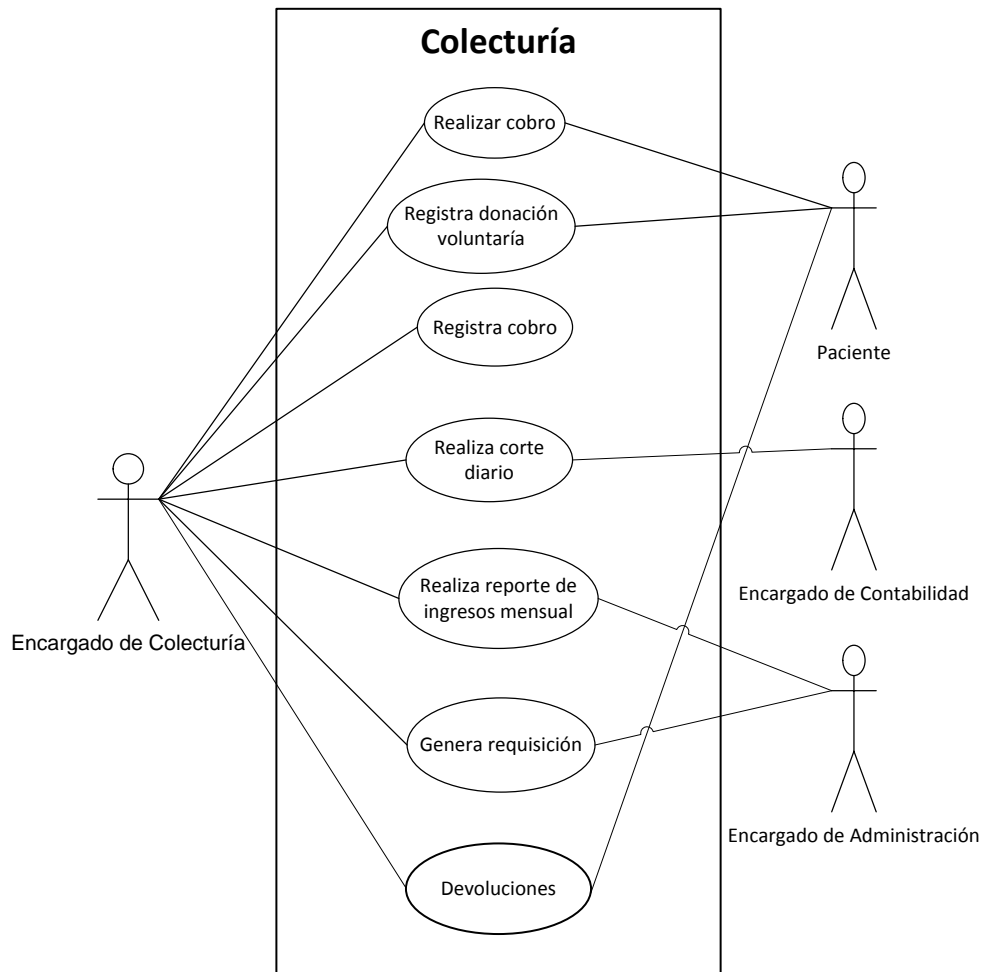 Colecturía
Realizar cobro
Registra donación
voluntaría
Registra cobro
Paciente
Realiza corte
diario
Encargado de Contabilidad
Realiza reporte de
ingresos mensual
Encargado de Colecturía
Genera requisición
Encargado de Administración
Devoluciones